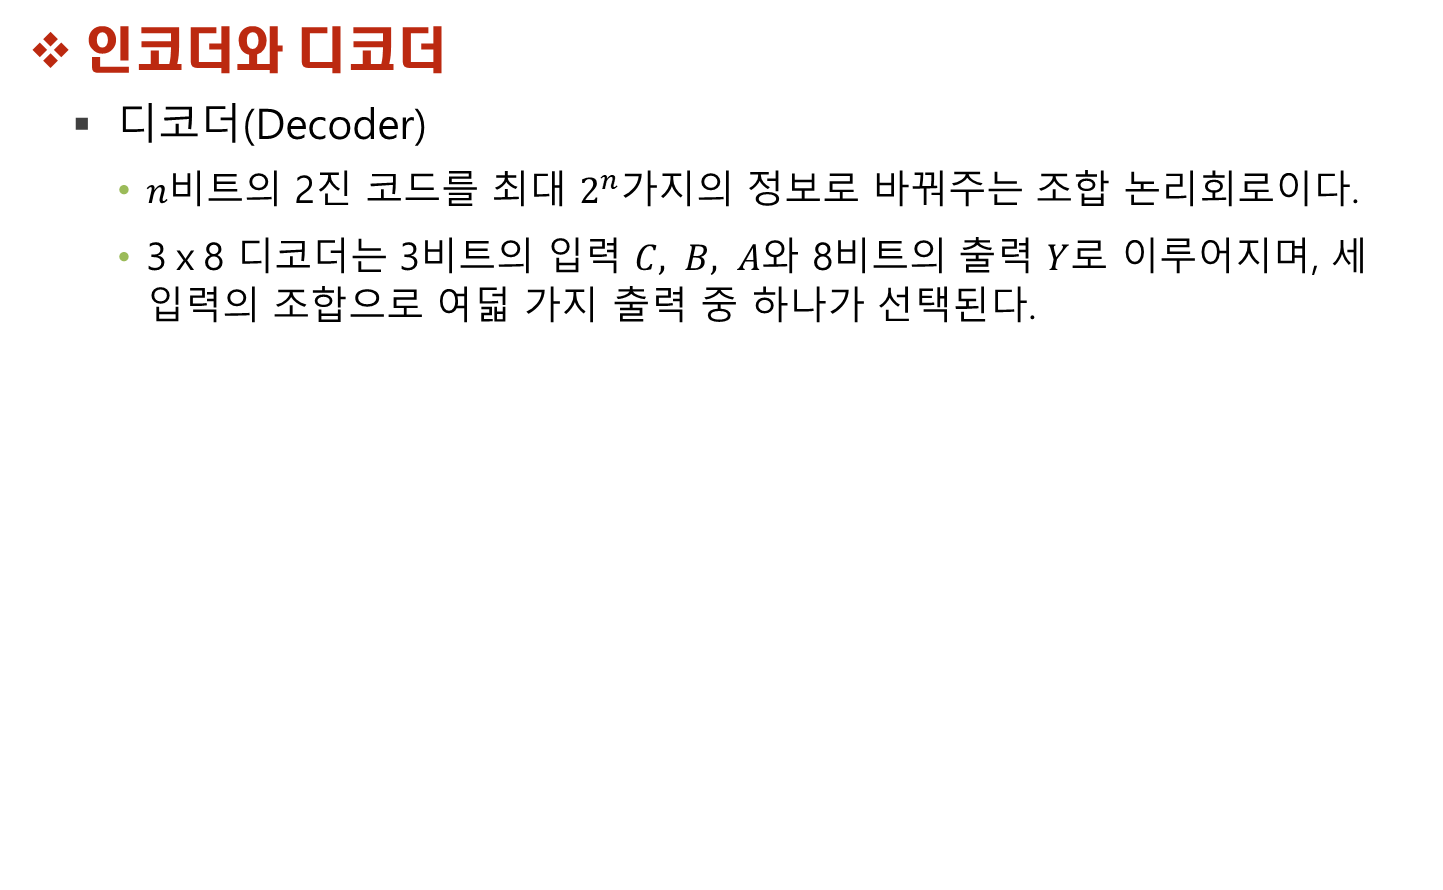 ❖ 인코더와 디코더
▪ 디코더(Decoder)
• n비트의 2진 코드를 최대 2ⁿ가지의 정보로 바꿔주는 조합 논리회로이다.
• 3 x 8 디코더는 3비트의 입력 C, B, A와 8비트의 출력 Y로 이루어지며, 세
입력의 조합으로 여덟 가지 출력 중 하나가 선택된다.